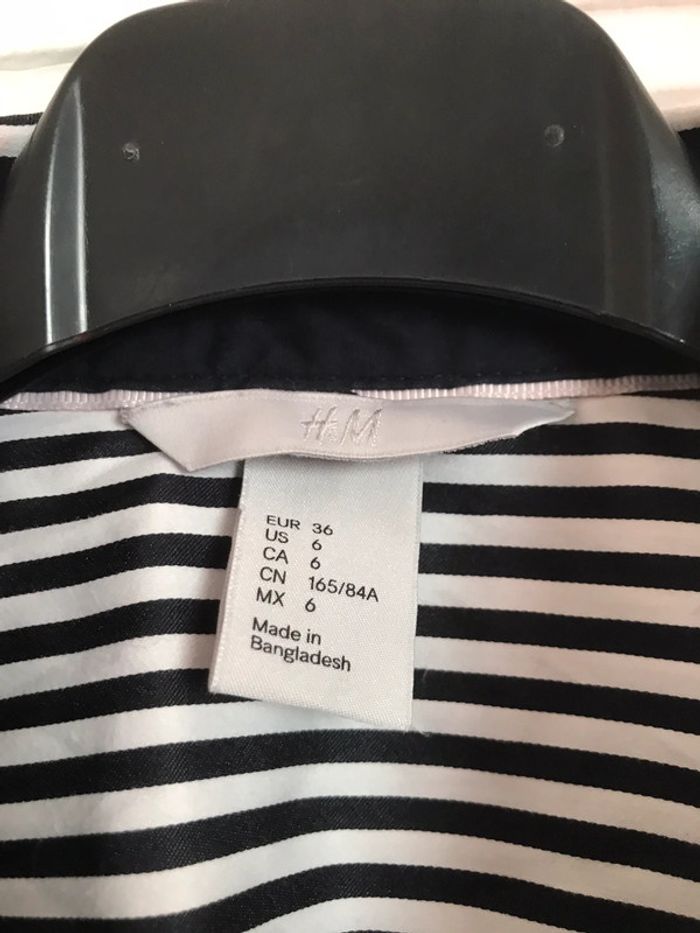 H&M
EUR 36
US 6
CA 6
CN 165/84A
MX 6
Made in
Bangladesh